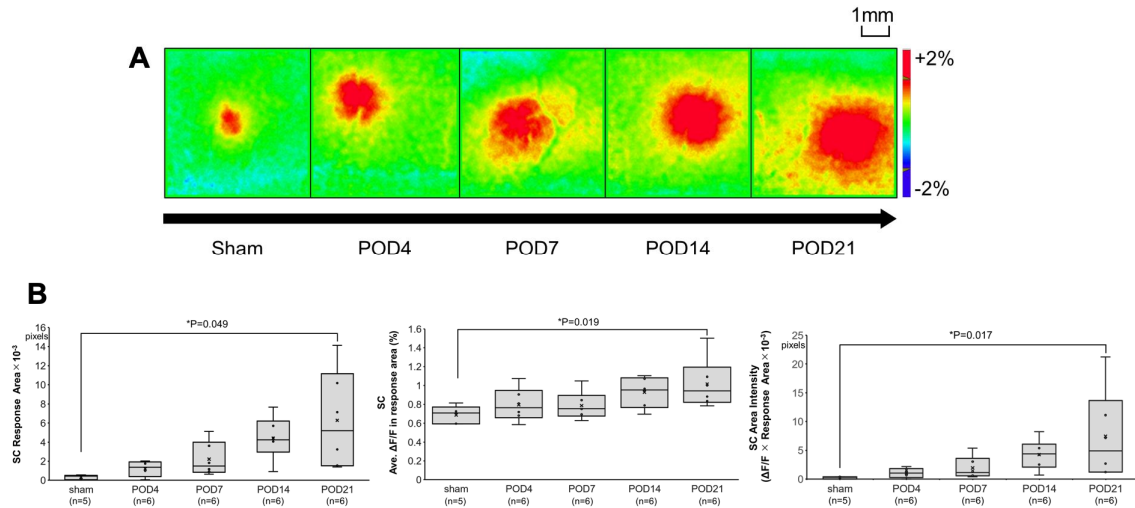 1mm
A
+2%
-2%
Sham POD4 POD7 POD14 POD21
B
SC Response Area×10⁻³
pixels
16
14
12
10
8
6
4
2
0
*P=0.049
sham POD4 POD7 POD14 POD21
(n=5) (n=6) (n=6) (n=6) (n=6)
SC
Ave. ΔF/F in response area (%)
1.6
1.4
1.2
1
0.8
0.6
0.4
0.2
0
*P=0.019
sham POD4 POD7 POD14 POD21
(n=5) (n=6) (n=6) (n=6) (n=6)
SC Area Intensity
(ΔF/F × Response Area×10⁻³)
25
pixels
20
15
10
5
0
*P=0.017
sham POD4 POD7 POD14 POD21
(n=5) (n=6) (n=6) (n=6) (n=6)